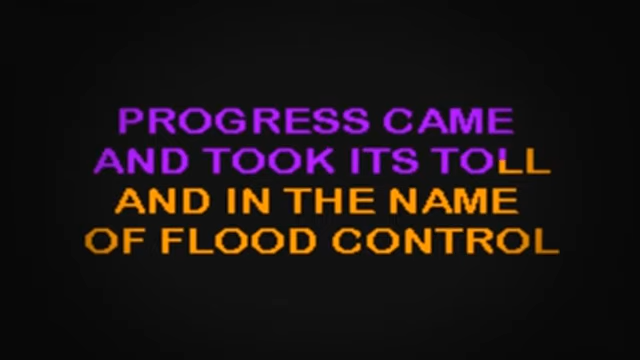 PROGRESS CAME
AND TOOK ITS TOLL
AND IN THE NAME
OF FLOOD CONTROL